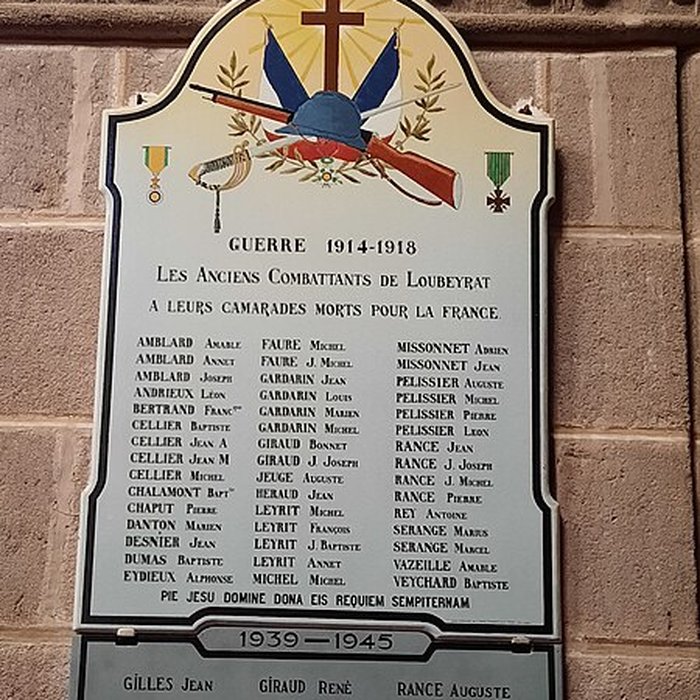 GUERRE 1914-1918
LES ANCIENS COMBATTANTS DE LOUBEYRAT
A LEURS CAMARADES MORTS POUR LA FRANCE.
AMBLARD AMABLE
AMBLARD ANNET
AMBLARD JOSEPH
ANDRIEUX LÉON
BERTRAND FRANC
CELLIER BAPTISTE
CELLIER JEAN A
CELLIER JEAN M
CELLIER MICHEL
CHALAMONT BAPT
CHAPUT PIERRE
DANTON MARIEN
DESNIER JEAN
DUMAS BAPTISTE
EYDIEUX ALPHONSE
FAURE MICHEL
FAURE J. MICHEL
GARDARIN JEAN
GARDARIN LOUIS
GARDARIN MARIEN
GARDARIN MICHEL
GIRAUD BONNET
GIRAUD J. JOSEPH
JEUGE AUGUSTE
HERAUD JEAN
LEYRIT MICHEL
LEYRIT FRANÇOIS
LEYRIT J. BAPTISTE
LEYRIT ANNET
MICHEL MICHEL
MISSONNET ADRIEN
MISSONNET JEAN
PELISSIER AUGUSTE
PELISSIER MICHEL
PELISSIER PIERRE
PELISSIER LEON
RANCE JEAN
RANCE J. JOSEPH
RANCE J. MICHEL
RANCE PIERRE
REY ANTOINE
SERANGE MARIUS
SERANGE MARCEL
VAZEILLE AMABLE
VEYCHARD BAPTISTE
PIE JESU DOMINE DONA EIS REQUIEM SEMPITERNAM
1939—1945
GILLES JEAN
GIRAUD RENÉ
RANCE AUGUSTE